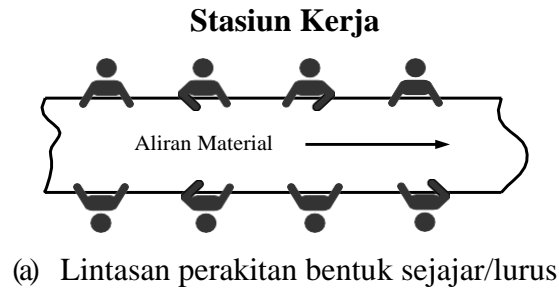 Stasiun Kerja
Aliran Material
(a) Lintasan perakitan bentuk sejajar/lurus